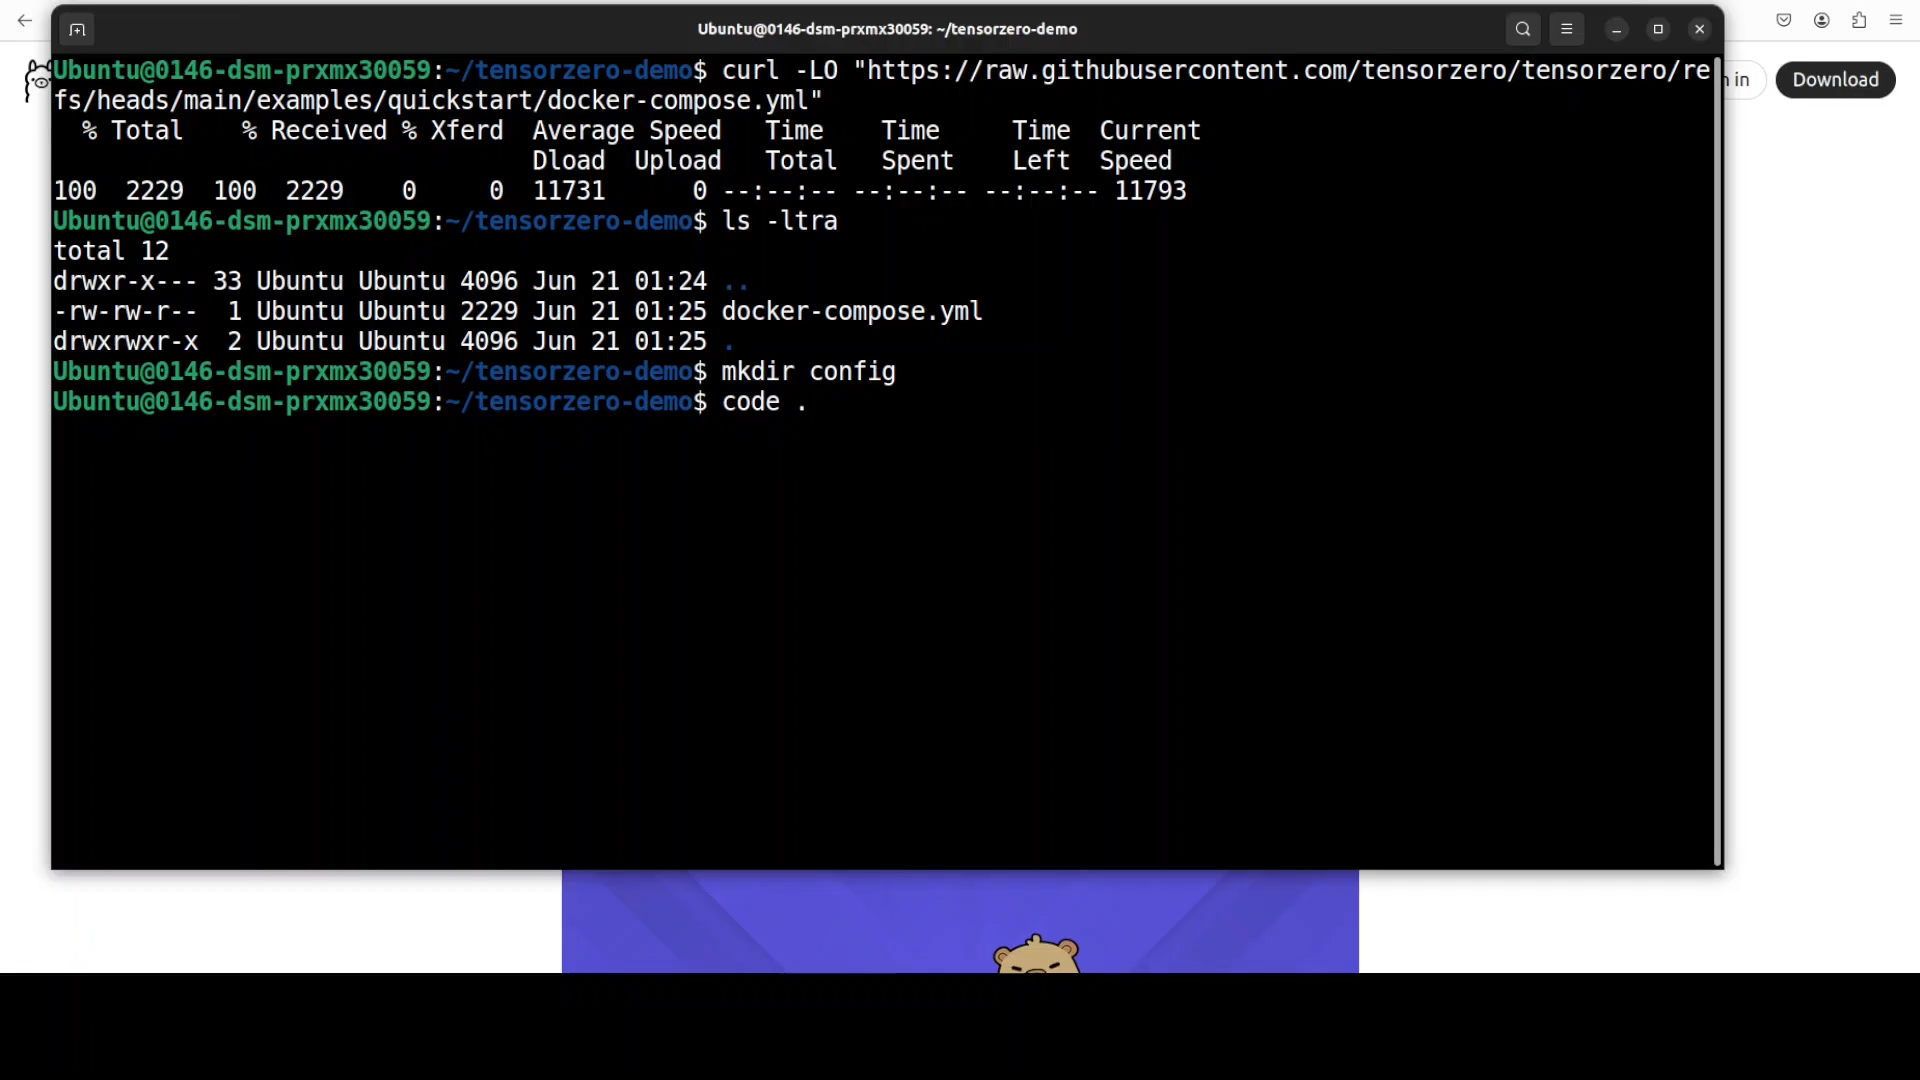 Ubuntu@0146-dsm-prxmx30059: ~/tensorzero-demo
in
Download
Ubuntu@0146-dsm-prxmx30059:~/tensorzero-demo$ curl -LO "https://raw.githubusercontent.com/tensorzero/tensorzero/re
fs/heads/main/examples/quickstart/docker-compose.yml"
% Total % Received % Xferd Average Speed Time Time Time Current
Dload Upload Total Spent Left Speed
100 2229 100 2229 0 0 11731 0 --:--:-- --:--:-- --:--:-- 11793
Ubuntu@0146-dsm-prxmx30059:~/tensorzero-demo$ ls -ltra
total 12
drwxr-x--- 33 Ubuntu Ubuntu 4096 Jun 21 01:24 ..
-rw-rw-r-- 1 Ubuntu Ubuntu 2229 Jun 21 01:25 docker-compose.yml
drwxrwxr-x 2 Ubuntu Ubuntu 4096 Jun 21 01:25 .
Ubuntu@0146-dsm-prxmx30059:~/tensorzero-demo$ mkdir config
Ubuntu@0146-dsm-prxmx30059:~/tensorzero-demo$ code .